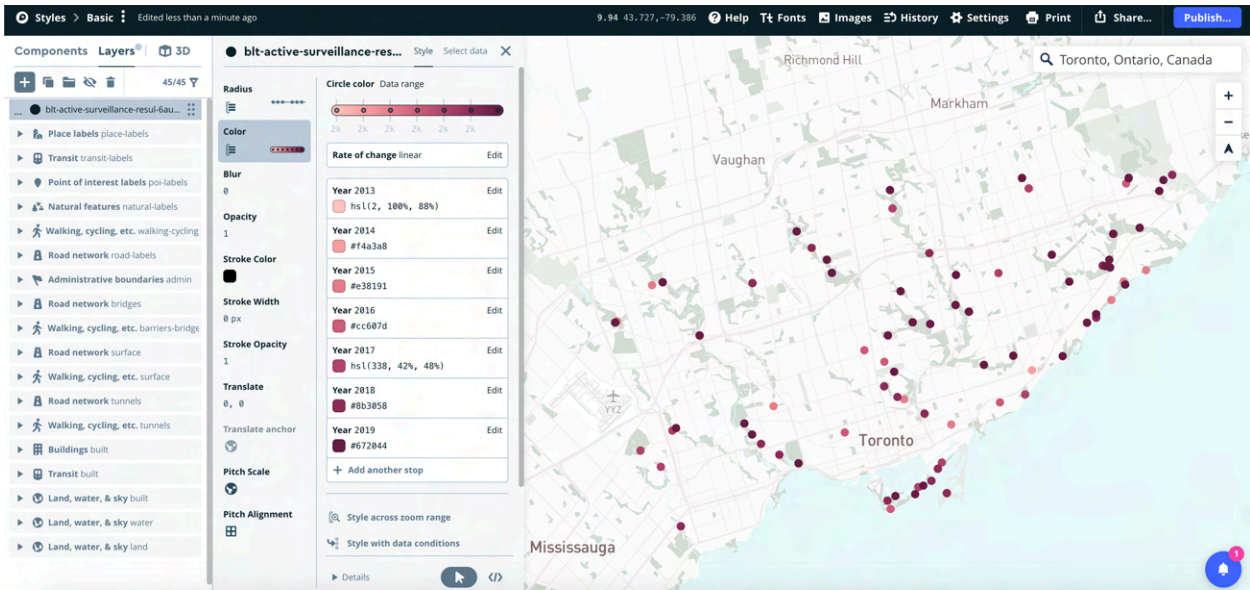 Styles > Basic Edited less than a minute ago 9.94 43.727,-79.386 Help Tt Fonts Images History Settings Print Share... Publish...
Components Layers 3D
45/45
blt-active-surveillance-resul-6au...
Place labels place-labels
Transit transit-labels
Point of interest labels poi-labels
Natural features natural-labels
Walking, cycling, etc. walking-cycling
Road network road-labels
Administrative boundaries admin
Road network bridges
Walking, cycling, etc. barriers-bridge
Road network surface
Walking, cycling, etc. surface
Road network tunnels
Walking, cycling, etc. tunnels
Buildings built
Transit built
Land, water, & sky built
Land, water, & sky water
Land, water, & sky land
blt-active-surveillance-res... Style Select data
Radius
Color
Blur
0
Opacity
1
Stroke Color
Stroke Width
0 px
Stroke Opacity
1
Translate
0, 0
Translate anchor
Pitch Scale
Pitch Alignment
Circle color Data range
2k 2k 2k 2k 2k 2k
Rate of change linear Edit
Year 2013 Edit
hsl(2, 100%, 88%)
Year 2014 Edit
#f4a3a8
Year 2015 Edit
#e38191
Year 2016 Edit
#cc607d
Year 2017 Edit
hsl(338, 42%, 48%)
Year 2018 Edit
#8b3058
Year 2019 Edit
#672044
+ Add another stop
Style across zoom range
Style with data conditions
Details
</>
Toronto, Ontario, Canada
Richmond Hill
Markham
Vaughan
YYZ
Toronto
Mississauga
+
−
1